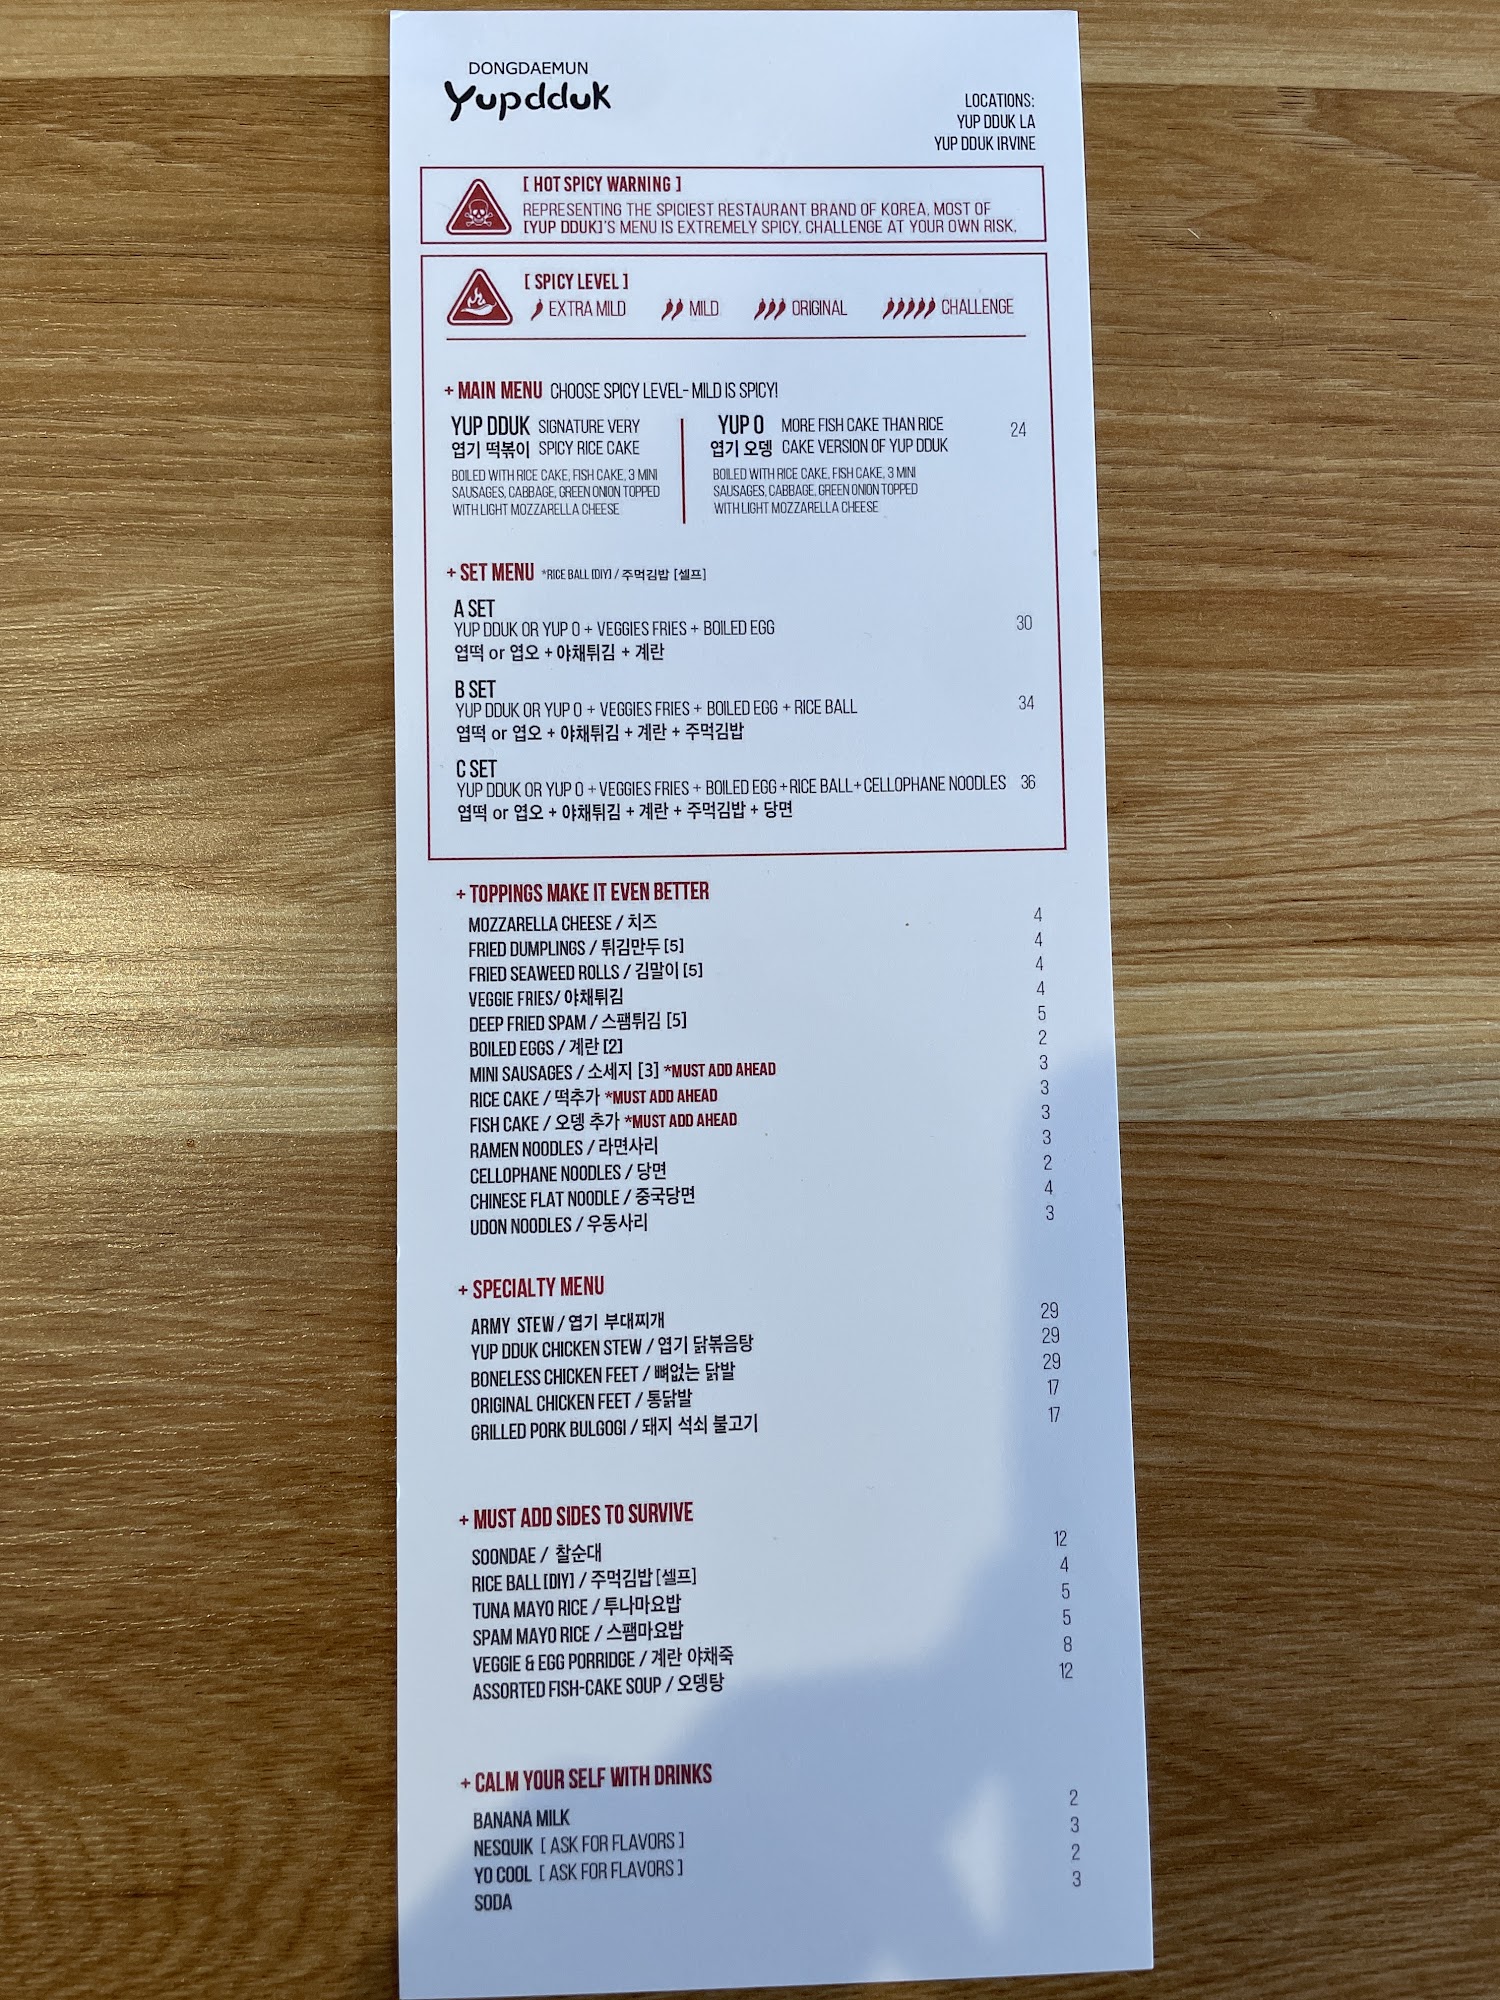 DONGDAEMUN
Yupdduk
LOCATIONS:
YUP DDUK LA
YUP DDUK IRVINE
[ HOT SPICY WARNING ]
REPRESENTING THE SPICIEST RESTAURANT BRAND OF KOREA, MOST OF
[YUP DDUK]'S MENU IS EXTREMELY SPICY. CHALLENGE AT YOUR OWN RISK.
[ SPICY LEVEL ]
EXTRA MILD MILD ORIGINAL CHALLENGE
+ MAIN MENU CHOOSE SPICY LEVEL- MILD IS SPICY!
YUP DDUK SIGNATURE VERY
엽기 떡볶이 SPICY RICE CAKE
BOILED WITH RICE CAKE, FISH CAKE, 3 MINI
SAUSAGES, CABBAGE, GREEN ONION TOPPED
WITH LIGHT MOZZARELLA CHEESE
YUP O MORE FISH CAKE THAN RICE 24
엽기 오뎅 CAKE VERSION OF YUP DDUK
BOILED WITH RICE CAKE, FISH CAKE, 3 MINI
SAUSAGES, CABBAGE, GREEN ONION TOPPED
WITH LIGHT MOZZARELLA CHEESE
+ SET MENU *RICE BALL [DIY] / 주먹김밥 [셀프]
A SET
YUP DDUK OR YUP O + VEGGIES FRIES + BOILED EGG 30
엽떡 or 엽오 + 야채튀김 + 계란
B SET
YUP DDUK OR YUP O + VEGGIES FRIES + BOILED EGG + RICE BALL 34
엽떡 or 엽오 + 야채튀김 + 계란 + 주먹김밥
C SET
YUP DDUK OR YUP O + VEGGIES FRIES + BOILED EGG +RICE BALL+ CELLOPHANE NOODLES 36
엽떡 or 엽오 + 야채튀김 + 계란 + 주먹김밥 + 당면
+ TOPPINGS MAKE IT EVEN BETTER
MOZZARELLA CHEESE / 치즈 4
FRIED DUMPLINGS / 튀김만두 [5] 4
FRIED SEAWEED ROLLS / 김말이 [5] 4
VEGGIE FRIES/ 야채튀김 4
DEEP FRIED SPAM / 스팸튀김 [5] 5
BOILED EGGS / 계란 [2] 2
MINI SAUSAGES / 소세지 [3] *MUST ADD AHEAD 3
RICE CAKE / 떡추가 *MUST ADD AHEAD 3
FISH CAKE / 오뎅 추가 *MUST ADD AHEAD 3
RAMEN NOODLES / 라면사리 3
CELLOPHANE NOODLES / 당면 2
CHINESE FLAT NOODLE / 중국당면 4
UDON NOODLES / 우동사리 3
+ SPECIALTY MENU
ARMY STEW / 엽기 부대찌개 29
YUP DDUK CHICKEN STEW / 엽기 닭볶음탕 29
BONELESS CHICKEN FEET / 뼈없는 닭발 29
ORIGINAL CHICKEN FEET / 통닭발 17
GRILLED PORK BULGOGI / 돼지 석쇠 불고기 17
+ MUST ADD SIDES TO SURVIVE
SOONDAE / 찰순대 12
RICE BALL [DIY] / 주먹김밥 [셀프] 4
TUNA MAYO RICE / 투나마요밥 5
SPAM MAYO RICE / 스팸마요밥 5
VEGGIE & EGG PORRIDGE / 계란 야채죽 8
ASSORTED FISH-CAKE SOUP / 오뎅탕 12
+ CALM YOUR SELF WITH DRINKS
BANANA MILK 2
NESQUIK [ ASK FOR FLAVORS ] 3
YO COOL [ ASK FOR FLAVORS ] 2
SODA 3